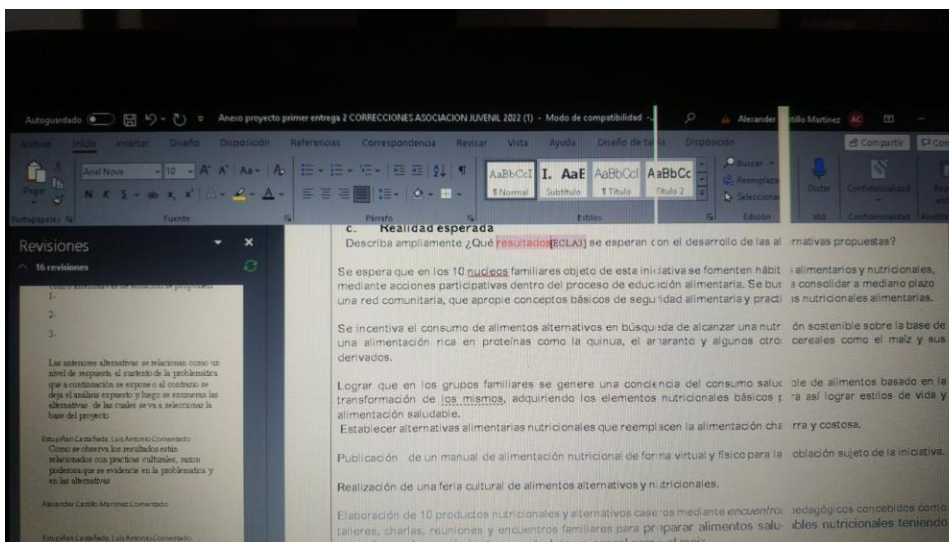 Autoguardado
Anexo proyecto primer entrega 2 CORRECCIONES ASOCIACION JUVENIL 2022 (1) - Modo de compatibilidad
Alexander
tillo Martinez
AC
Archivo Inicio Insertar Diseño Disposición Referencias Correspondencia Revisar Vista Ayuda Diseño de tabla Disposición
Compartir
Pegar
Arial Nova
10
N K S
AaBbCcI
1. AaE
AaBbCcI
AaBbCc
¶ Normal
Subtítulo
¶ Título
Título 2
Buscar
Reemplaza
Selecciona
Dictar
Confidencialidad
Portapapeles
Fuente
Párrafo
Estilos
Edición
Voz
Confidencialidad
Revisiones
16 revisiones
1-
2-
3-
Las anteriores alternativas se relacionan como un
nivel de respuesta al sustento de la problemática
que a continuación se expone o al contrario se
deja el análisis expuesto y luego se enumeran las
alternativas de las cuales se va a seleccionar la
base del proyecto
Estupiñan Castañeda, Luis Antonio Comentado
Como se observa los resultados están
relacionados con practicas culturales, razon
poderosa que se evidencie en la problematica y
en las alternativas
Alexander Castillo Martinez Comentado
Estupiñan Castañeda, Luis Antonio Comentado
c. Realidad esperada
Describa ampliamente ¿Qué resultados[ECLA3] se esperan con el desarrollo de las al rnativas propuestas?
Se espera que en los 10 nucleos familiares objeto de esta iniciativa se fomenten hábit alimentarios y nutricionales,
mediante acciones participativas dentro del proceso de educación alimentaria. Se bu a consolidar a mediano plazo
una red comunitaria, que apropie conceptos básicos de seguridad alimentaria y practi as nutricionales alimentarias.
Se incentiva el consumo de alimentos alternativos en búsqueda de alcanzar una nutr ón sostenible sobre la base de
una alimentación rica en proteínas como la quinua, el amaranto y algunos otro cereales como el maíz y sus
derivados.
Lograr que en los grupos familiares se genere una conciencia del consumo saluc ble de alimentos basado en la
transformación de los mismos, adquiriendo los elementos nutricionales básicos p ra así lograr estilos de vida y
alimentación saludable.
Establecer alternativas alimentarias nutricionales que reemplacen la alimentación cha rra y costosa.
Publicación de un manual de alimentación nutricional de forma virtual y físico para la oblación sujeto de la iniciativa.
Realización de una feria cultural de alimentos alternativos y nutricionales.
Elaboración de 10 productos nutricionales y alternativos caseros mediante encuentros pedagógicos concebidos como
talleres, charlas, reuniones y encuentros familiares para preparar alimentos salu bles nutricionales teniendo